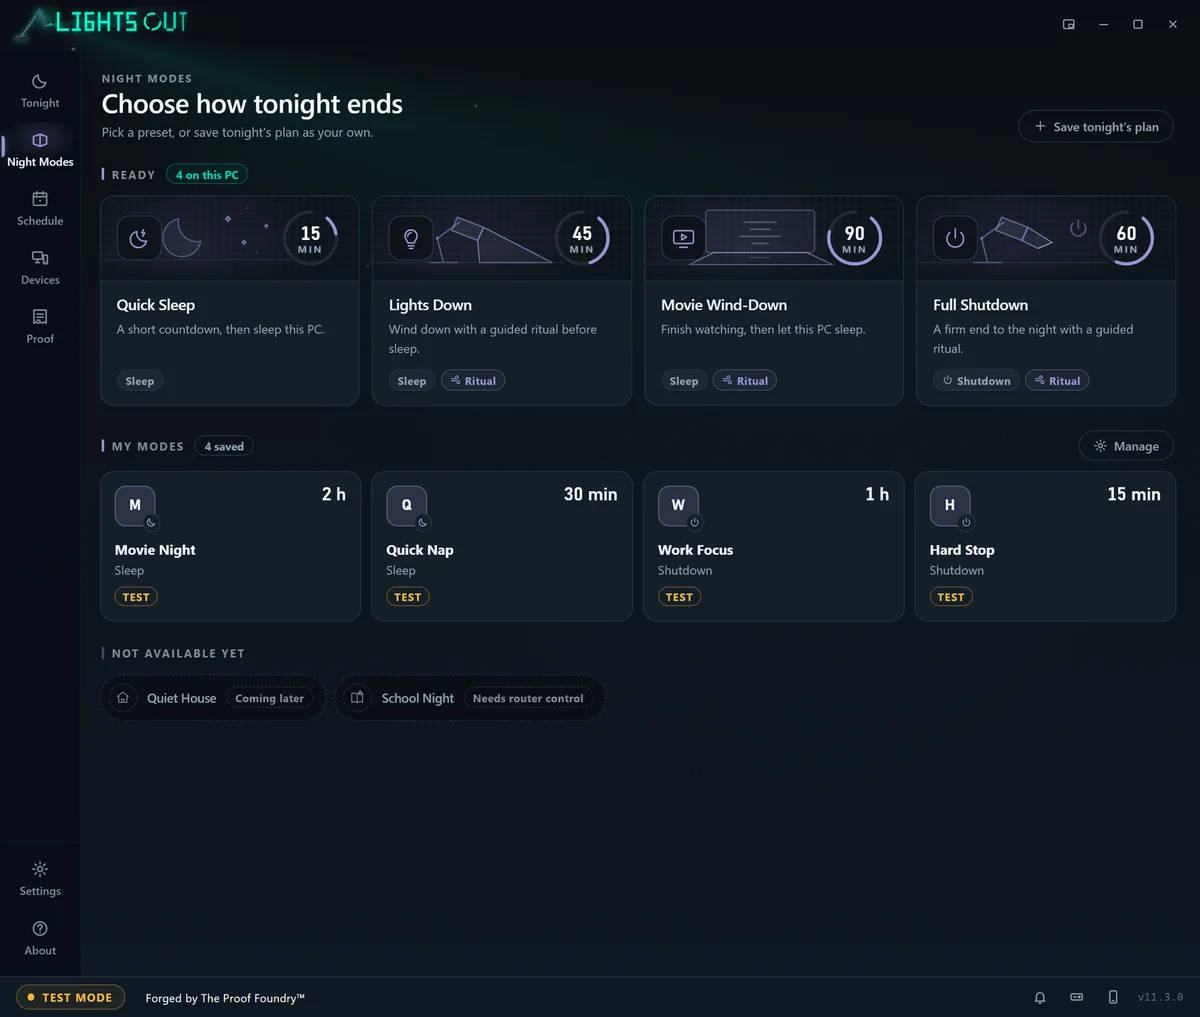 LIGHTS OUT
Tonight
Night Modes
Schedule
Devices
Proof
Settings
About
NIGHT MODES
Choose how tonight ends
Pick a preset, or save tonight's plan as your own.
Save tonight's plan
READY
4 on this PC
15
MIN
Quick Sleep
A short countdown, then sleep this PC.
Sleep
45
MIN
Lights Down
Wind down with a guided ritual before
sleep.
Sleep
Ritual
90
MIN
Movie Wind-Down
Finish watching, then let this PC sleep.
Sleep
Ritual
60
MIN
Full Shutdown
A firm end to the night with a guided
ritual.
Shutdown
Ritual
MY MODES
4 saved
Manage
M
2 h
Movie Night
Sleep
TEST
Q
30 min
Quick Nap
Sleep
TEST
W
1 h
Work Focus
Shutdown
TEST
H
15 min
Hard Stop
Shutdown
TEST
NOT AVAILABLE YET
Quiet House
Coming later
School Night
Needs router control
TEST MODE
Forged by The Proof Foundry™
v11.3.0